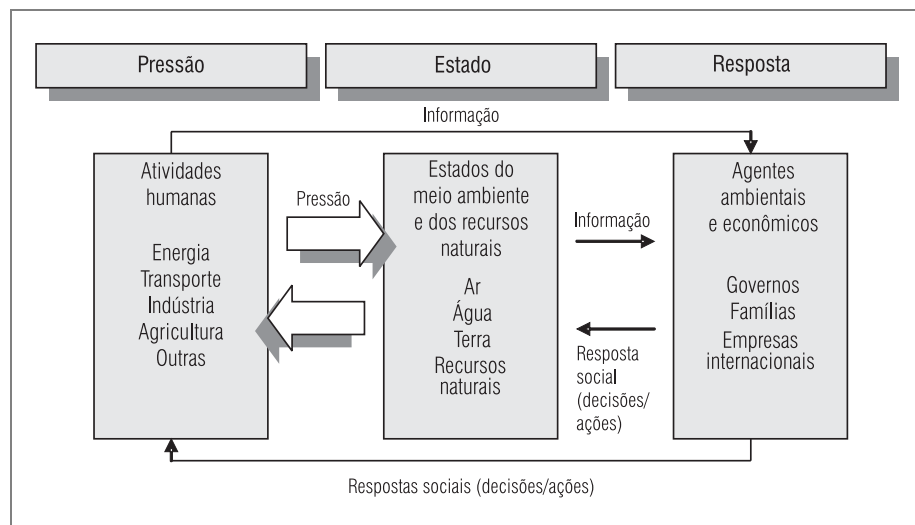 Pressão
Estado
Resposta
Informação
Atividades
humanas
Energia
Transporte
Indústria
Agricultura
Outras
Pressão
Estados do
meio ambiente
e dos recursos
naturais
Ar
Água
Terra
Recursos
naturais
Informação
Resposta
social
(decisões/
ações)
Agentes
ambientais
e econômicos
Governos
Famílias
Empresas
internacionais
Respostas sociais (decisões/ações)